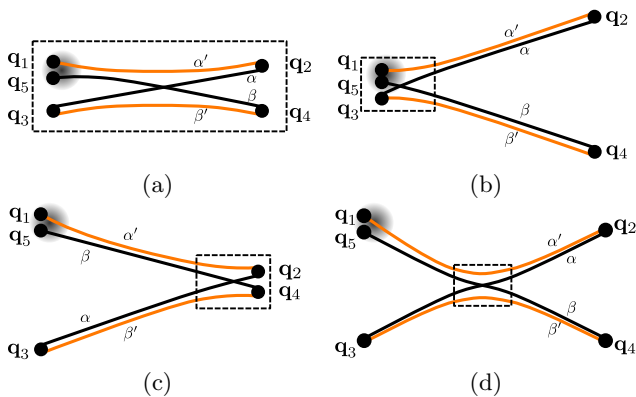 q₁
q₅
q₃
α′
α
β
β′
q₂
q₄
(a)
q₁
q₅
q₃
α′
α
β
β′
q₂
q₄
(b)
q₁
q₅
α′
β
α
β′
q₃
q₂
q₄
(c)
q₁
q₅
q₃
α′
α
β
β′
q₂
q₄
(d)